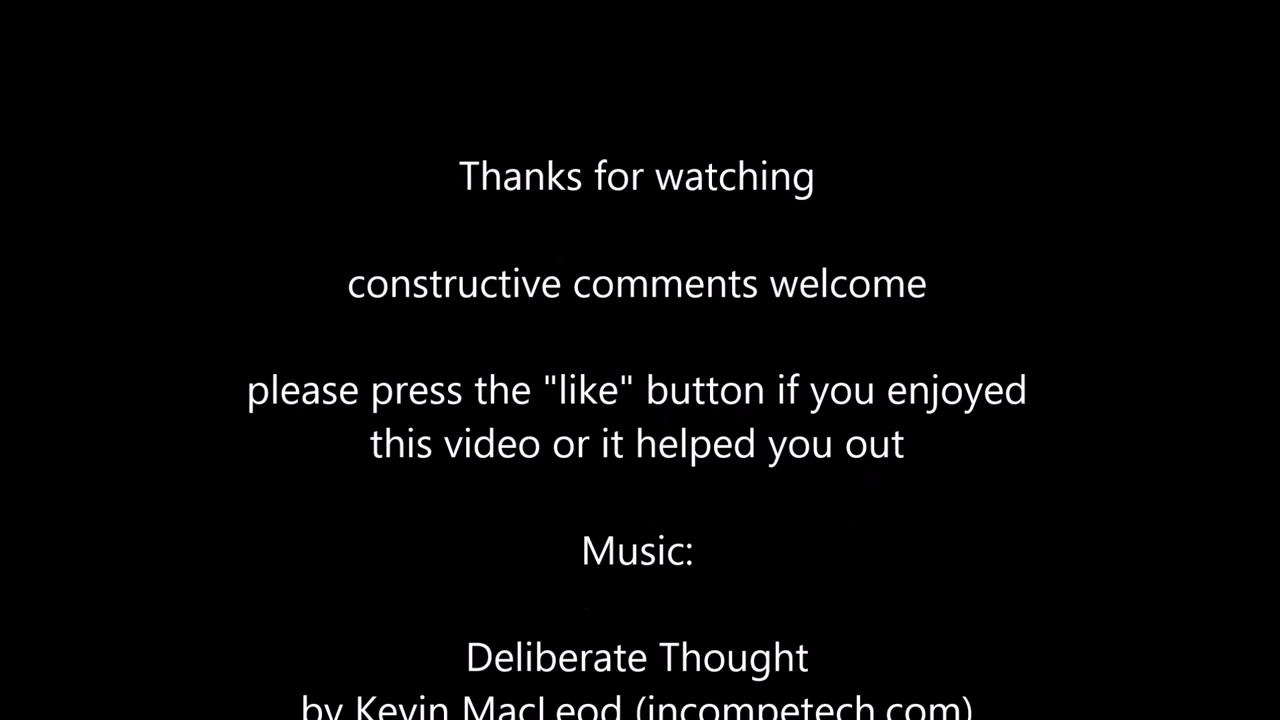 Thanks for watching
constructive comments welcome
please press the "like" button if you enjoyed
this video or it helped you out
Music:
Deliberate Thought
by Kevin MacLeod (incompetech.com)